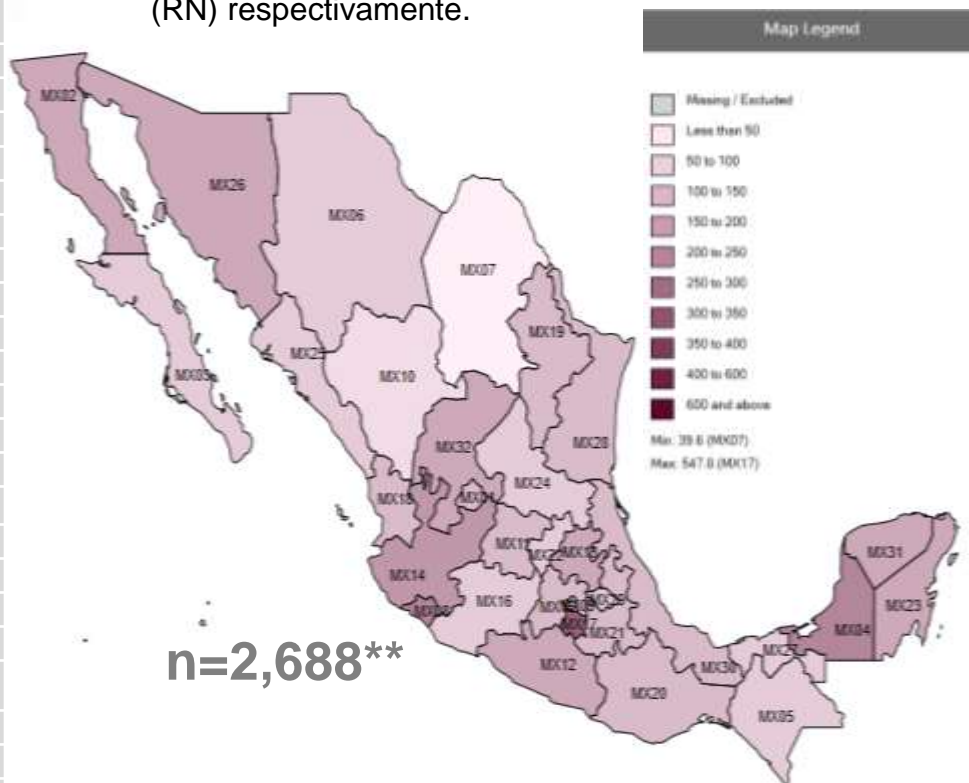 (RN) respectivamente.
Map Legend
Missing / Excluded
Less than 50
50 to 100
100 to 150
150 to 200
200 to 250
250 to 300
300 to 350
350 to 400
400 to 600
600 and above
Min: 39.6 (MX07)
Max: 547.8 (MX17)
MX02
MX26
MX06
MX07
MX19
MX03
MX10
MX28
MX32
MX24
MX18
MX14
MX16
MX21
MX12
MX20
MX30
MX27
MX05
MX04
MX31
MX23
n=2,688**